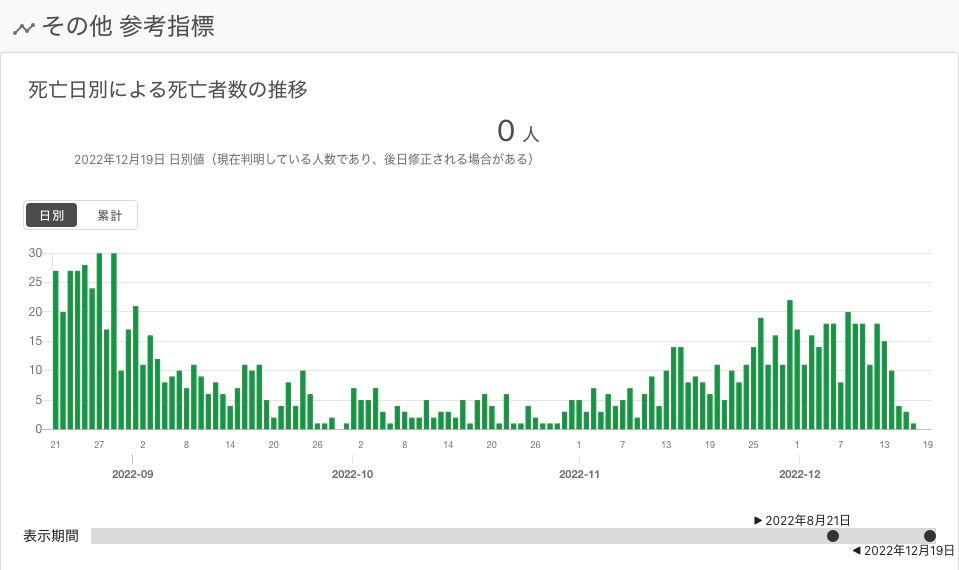 その他 参考指標
死亡日別による死亡者数の推移
0 人
2022年12月19日 日別値（現在判明している人数であり、後日修正される場合がある）
日別 累計
30
25
20
15
10
5
0
21 27 2 8 14 20 26 2 8 14 20 26 1 7 13 19 25 1 7 13 19
2022-09 2022-10 2022-11 2022-12
▶ 2022年8月21日
表示期間
◀ 2022年12月19日